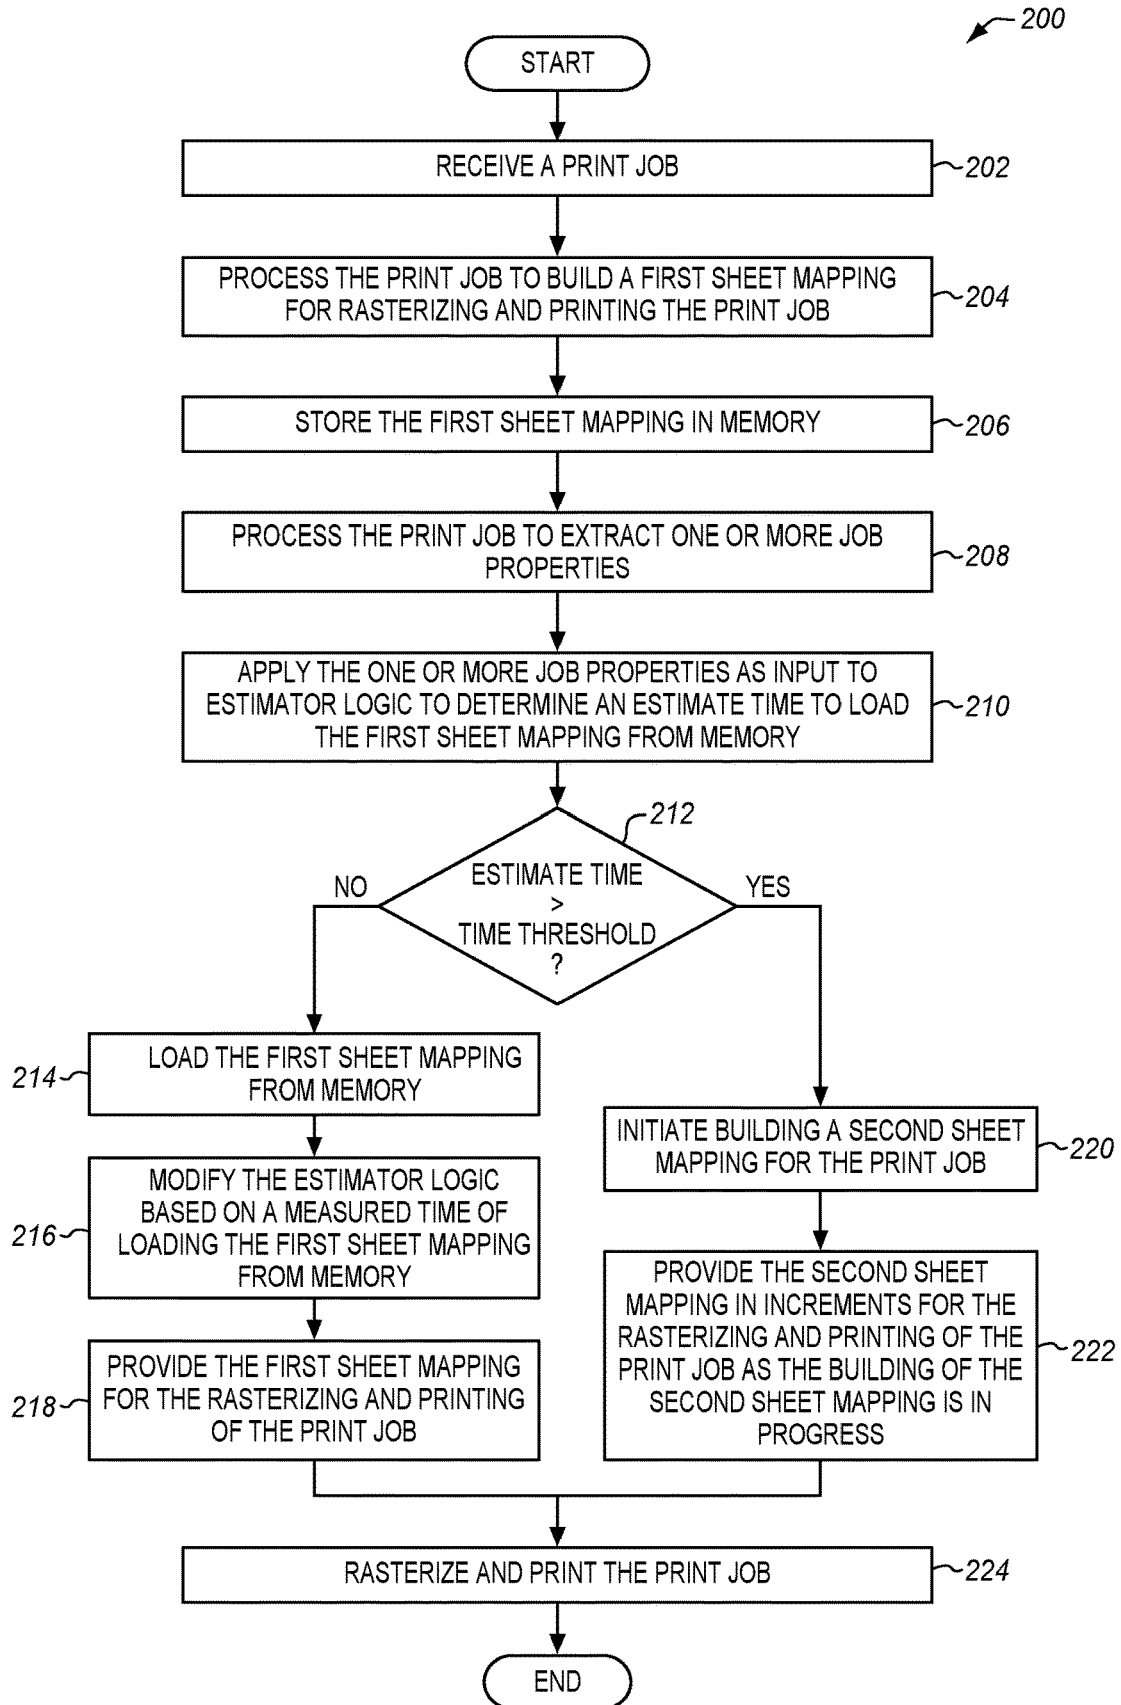 200
START
RECEIVE A PRINT JOB
202
PROCESS THE PRINT JOB TO BUILD A FIRST SHEET MAPPING
FOR RASTERIZING AND PRINTING THE PRINT JOB
204
STORE THE FIRST SHEET MAPPING IN MEMORY
206
PROCESS THE PRINT JOB TO EXTRACT ONE OR MORE JOB
PROPERTIES
208
APPLY THE ONE OR MORE JOB PROPERTIES AS INPUT TO
ESTIMATOR LOGIC TO DETERMINE AN ESTIMATE TIME TO LOAD
THE FIRST SHEET MAPPING FROM MEMORY
210
212
ESTIMATE TIME
>
TIME THRESHOLD
?
NO
YES
LOAD THE FIRST SHEET MAPPING
FROM MEMORY
214
MODIFY THE ESTIMATOR LOGIC
BASED ON A MEASURED TIME OF
LOADING THE FIRST SHEET MAPPING
FROM MEMORY
216
PROVIDE THE FIRST SHEET MAPPING
FOR THE RASTERIZING AND PRINTING
OF THE PRINT JOB
218
INITIATE BUILDING A SECOND SHEET
MAPPING FOR THE PRINT JOB
220
PROVIDE THE SECOND SHEET
MAPPING IN INCREMENTS FOR THE
RASTERIZING AND PRINTING OF THE
PRINT JOB AS THE BUILDING OF THE
SECOND SHEET MAPPING IS IN
PROGRESS
222
RASTERIZE AND PRINT THE PRINT JOB
224
END